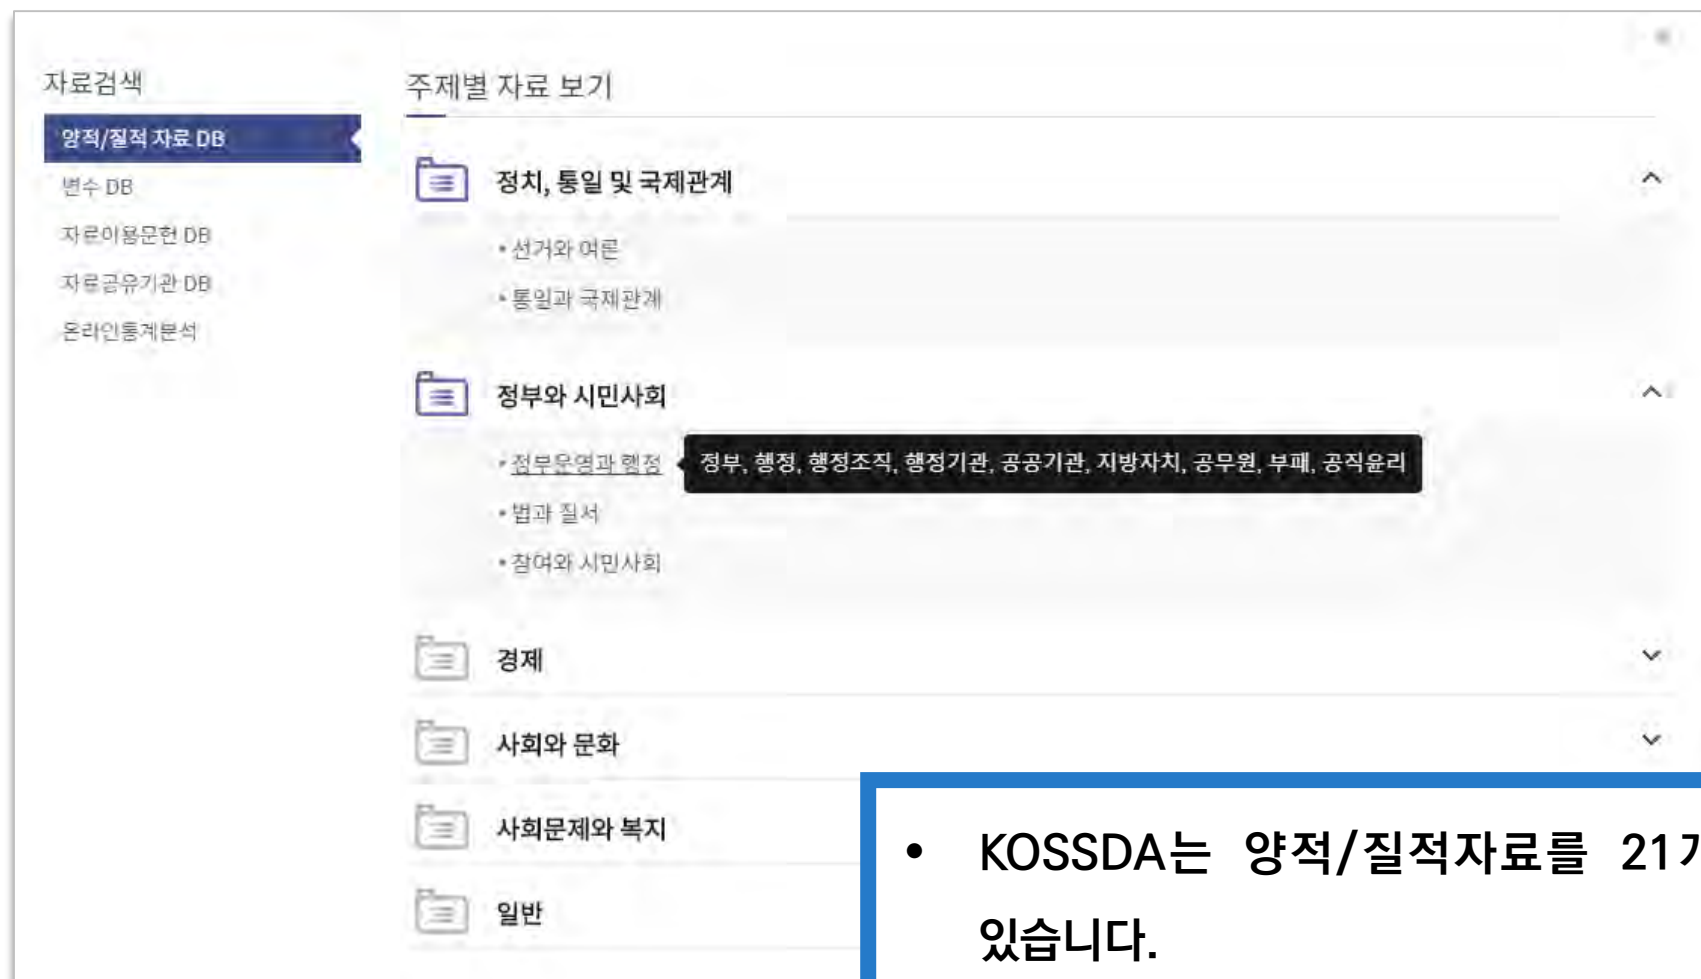 자료검색
양적/질적 자료 DB
변수 DB
자료이용문헌 DB
자료공유기관 DB
온라인통계분석
주제별 자료 보기
정치, 통일 및 국제관계
• 선거와 여론
• 통일과 국제관계
정부와 시민사회
• 정부운영과 행정
정부, 행정, 행정조직, 행정기관, 공공기관, 지방자치, 공무원, 부패, 공직윤리
• 법과 질서
• 참여와 시민사회
경제
사회와 문화
사회문제와 복지
일반
• KOSSDA는 양적/질적자료를 21
있습니다.